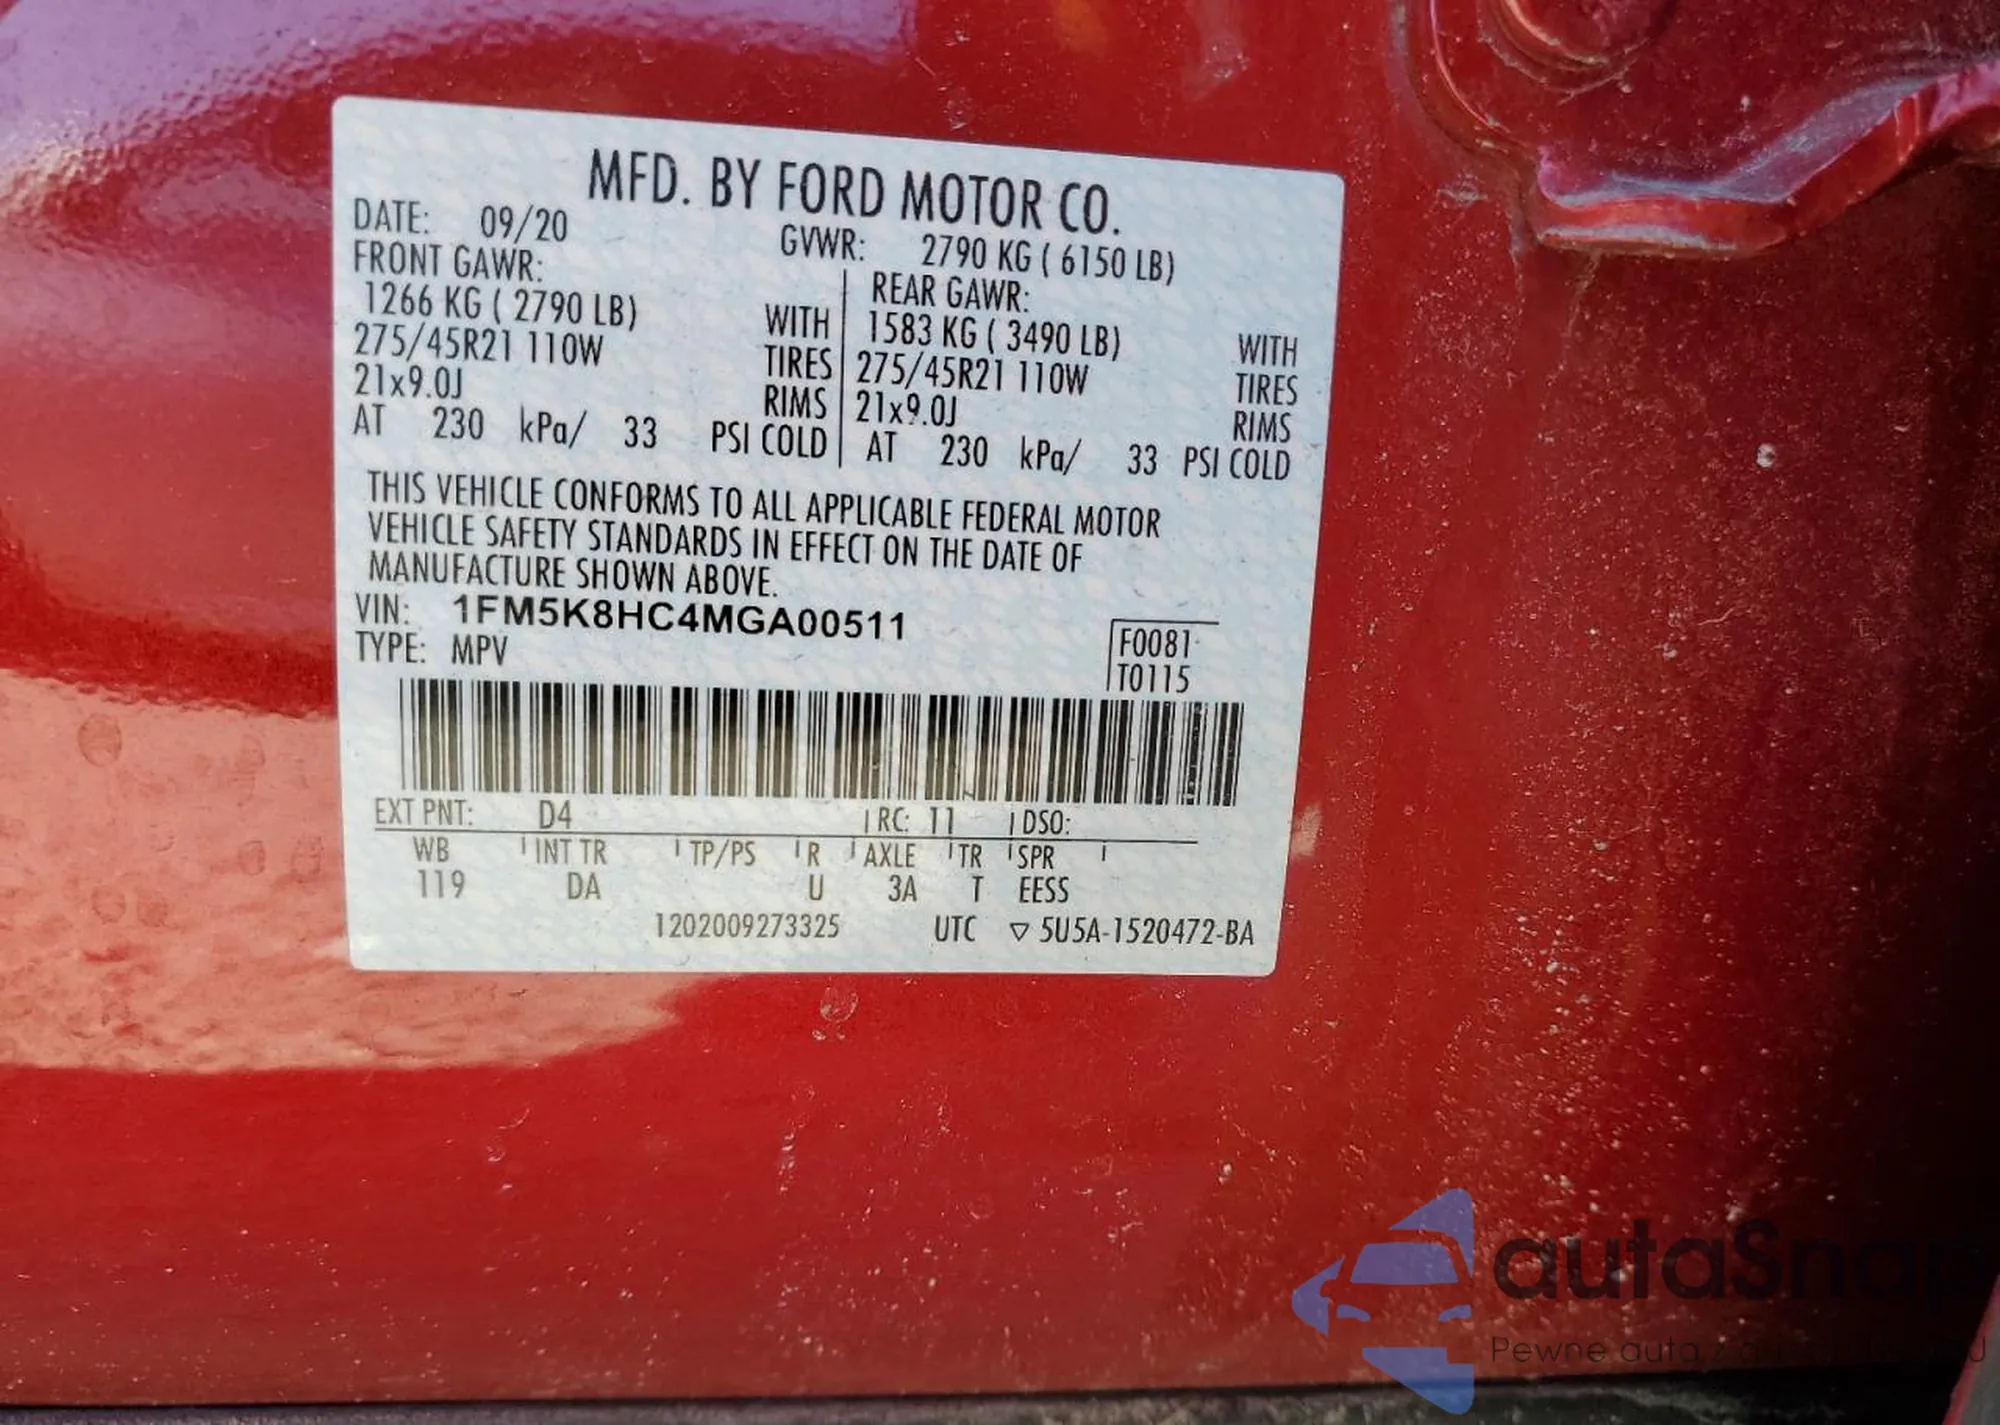 MFD. BY FORD MOTOR CO.
DATE: 09/20 GVWR: 2790 KG ( 6150 LB)
FRONT GAWR: REAR GAWR:
1266 KG ( 2790 LB) WITH 1583 KG ( 3490 LB) WITH
275/45R21 110W TIRES 275/45R21 110W TIRES
21x9.0J RIMS 21x9.0J RIMS
AT 230 kPa/ 33 PSI COLD AT 230 kPa/ 33 PSI COLD
THIS VEHICLE CONFORMS TO ALL APPLICABLE FEDERAL MOTOR
VEHICLE SAFETY STANDARDS IN EFFECT ON THE DATE OF
MANUFACTURE SHOWN ABOVE.
VIN: 1FM5K8HC4MGA00511
TYPE: MPV
F0081
T0115
EXT PNT: D4 RC: 11 DSO:
WB INT TR TP/PS R AXLE TR SPR
119 DA U 3A T EESS
1202009273325 UTC ▽ 5U5A-1520472-BA
autaSnap
Pewne auta z